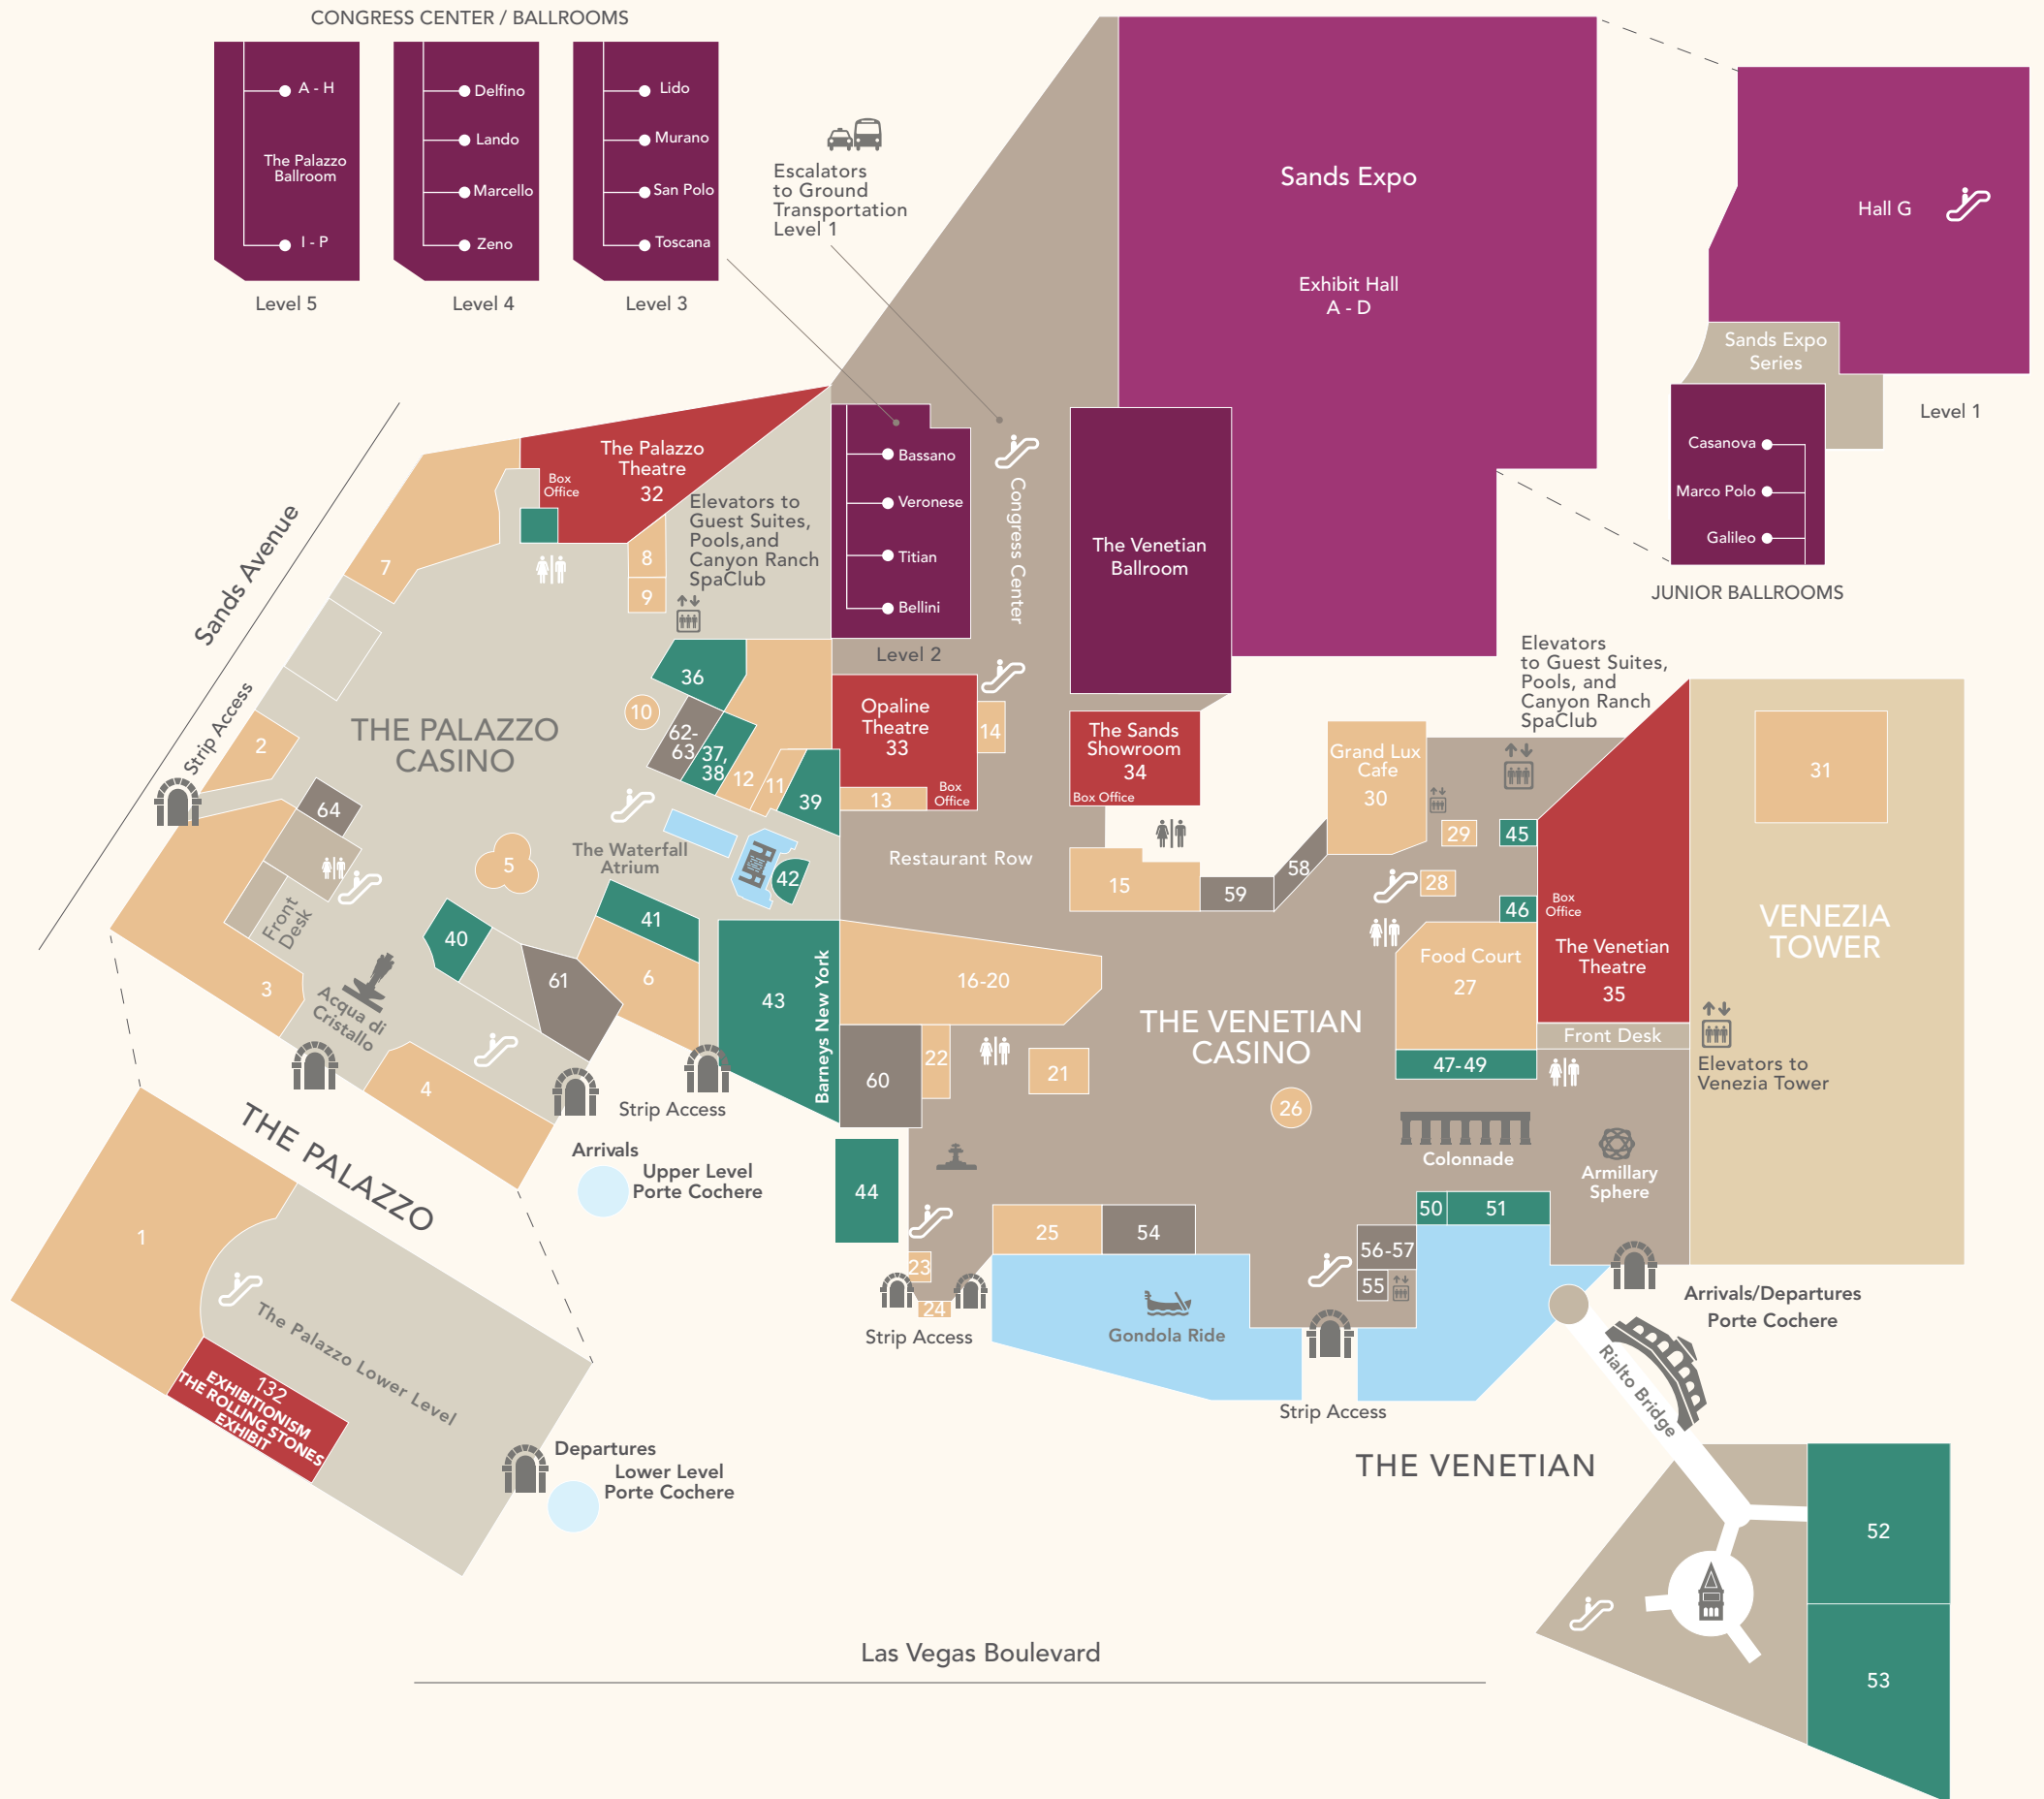 CONGRESS CENTER / BALLROOMS
A - H
The Palazzo
Ballroom
I - P
Level 5
Delfino
Lando
Marcello
Zeno
Level 4
Lido
Murano
San Polo
Toscana
Level 3
Escalators
to Ground
Transportation
Level 1
Sands Expo
Exhibit Hall
A - D
Hall G
Sands Expo
Series
Level 1
Casanova
Marco Polo
Galileo
JUNIOR BALLROOMS
The Palazzo
Theatre
32
Box
Office
Elevators to
Guest Suites,
Pools,and
Canyon Ranch
SpaClub
Bassano
Veronese
Titian
Bellini
Level 2
Congress Center
The Venetian
Ballroom
Sands Avenue
Strip Access
7
8
9
2
THE PALAZZO
CASINO
10
36
62-
63
37,
38
12
11
39
Opaline
Theatre
33
Box
Office
13
14
The Sands
Showroom
34
Box Office
Grand Lux
Cafe
30
Elevators
to Guest Suites,
Pools, and
Canyon Ranch
SpaClub
31
64
5
The Waterfall
Atrium
42
Restaurant Row
15
59
58
29
28
45
46
Box
Office
The Venetian
Theatre
35
VENEZIA
TOWER
Front
Desk
3
Acqua di
Cristallo
40
41
61
6
43
Barneys New York
16-20
THE VENETIAN
CASINO
Food Court
27
Front Desk
47-49
Elevators to
Venezia Tower
4
60
22
21
26
Strip Access
Colonnade
Armillary
Sphere
THE PALAZZO
Arrivals
Upper Level
Porte Cochere
44
23
24
Strip Access
25
54
50
51
56-57
55
Gondola Ride
Strip Access
Arrivals/Departures
Porte Cochere
Rialto Bridge
1
The Palazzo Lower Level
132
EXHIBITIONISM
THE ROLLING STONES
EXHIBIT
Departures
Lower Level
Porte Cochere
THE VENETIAN
52
53
Las Vegas Boulevard